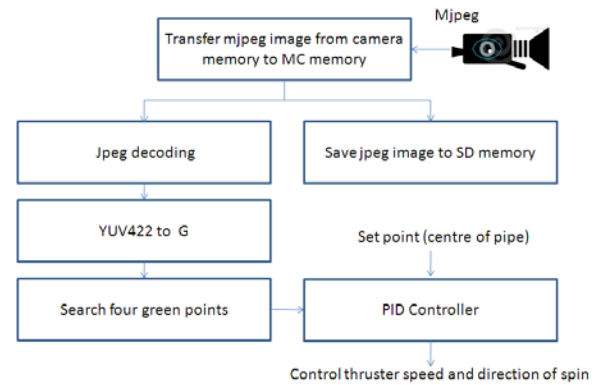 Mjpeg
Transfer mjpeg image from camera
memory to MC memory
Jpeg decoding
Save jpeg image to SD memory
YUV422 to G
Set point (centre of pipe)
Search four green points
PID Controller
Control thruster speed and direction of spin